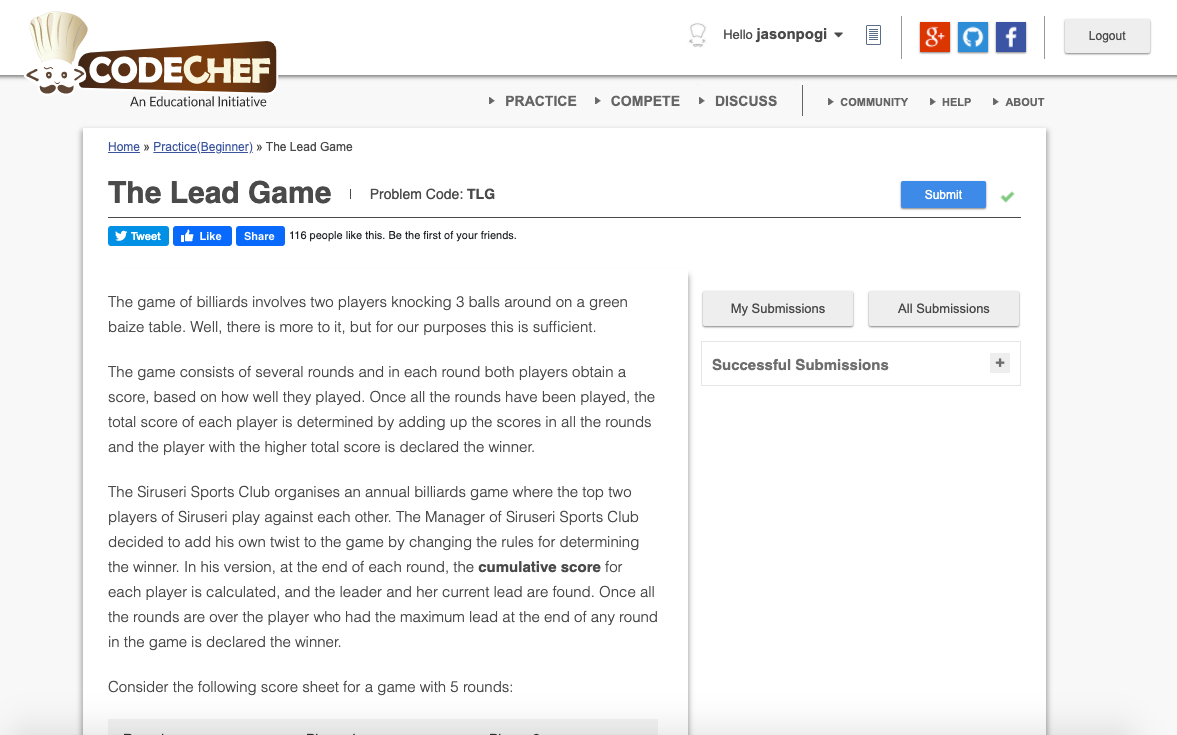 Hello jasonpogi
Logout
CODECHEF
An Educational Initiative
PRACTICE
COMPETE
DISCUSS
COMMUNITY
HELP
ABOUT
Home » Practice(Beginner) » The Lead Game
The Lead Game
Problem Code: TLG
Submit
Tweet
Like
Share
116 people like this. Be the first of your friends.
The game of billiards involves two players knocking 3 balls around on a green
baize table. Well, there is more to it, but for our purposes this is sufficient.
The game consists of several rounds and in each round both players obtain a
score, based on how well they played. Once all the rounds have been played, the
total score of each player is determined by adding up the scores in all the rounds
and the player with the higher total score is declared the winner.
The Siruseri Sports Club organises an annual billiards game where the top two
players of Siruseri play against each other. The Manager of Siruseri Sports Club
decided to add his own twist to the game by changing the rules for determining
the winner. In his version, at the end of each round, the cumulative score for
each player is calculated, and the leader and her current lead are found. Once all
the rounds are over the player who had the maximum lead at the end of any round
in the game is declared the winner.
Consider the following score sheet for a game with 5 rounds:
My Submissions
All Submissions
Successful Submissions
+